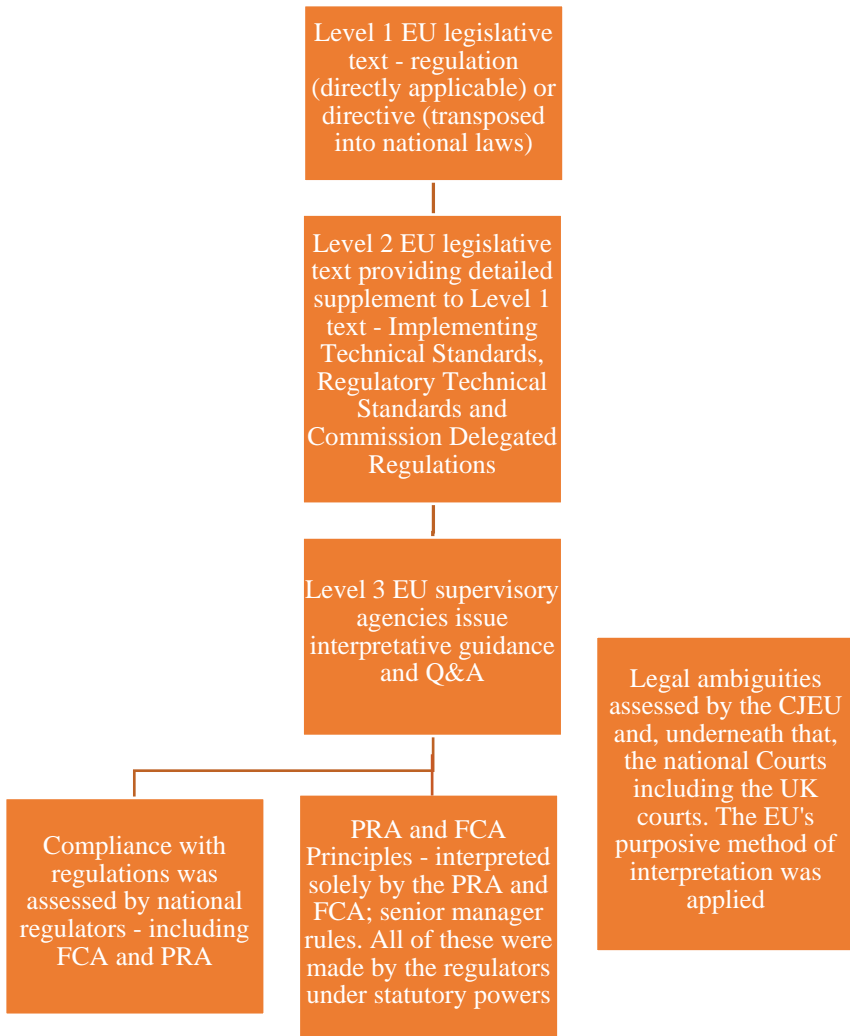 Level 1 EU legislative
text - regulation
(directly applicable) or
directive (transposed
into national laws)
Level 2 EU legislative
text providing detailed
supplement to Level 1
text - Implementing
Technical Standards,
Regulatory Technical
Standards and
Commission Delegated
Regulations
Level 3 EU supervisory
agencies issue
interpretative guidance
and Q&A
Legal ambiguities
assessed by the CJEU
and, underneath that,
the national Courts
including the UK
courts. The EU's
purposive method of
interpretation was
applied
Compliance with
regulations was
assessed by national
regulators - including
FCA and PRA
PRA and FCA
Principles - interpreted
solely by the PRA and
FCA; senior manager
rules. All of these were
made by the regulators
under statutory powers